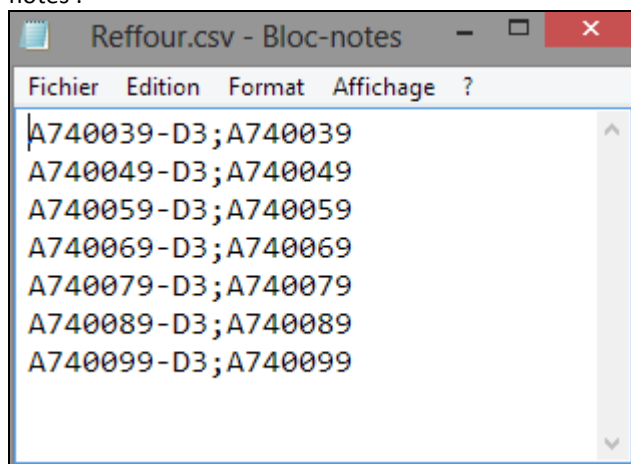 notes :
Reffour.csv - Bloc-notes
Fichier Edition Format Affichage ?
A740039-D3;A740039
A740049-D3;A740049
A740059-D3;A740059
A740069-D3;A740069
A740079-D3;A740079
A740089-D3;A740089
A740099-D3;A740099